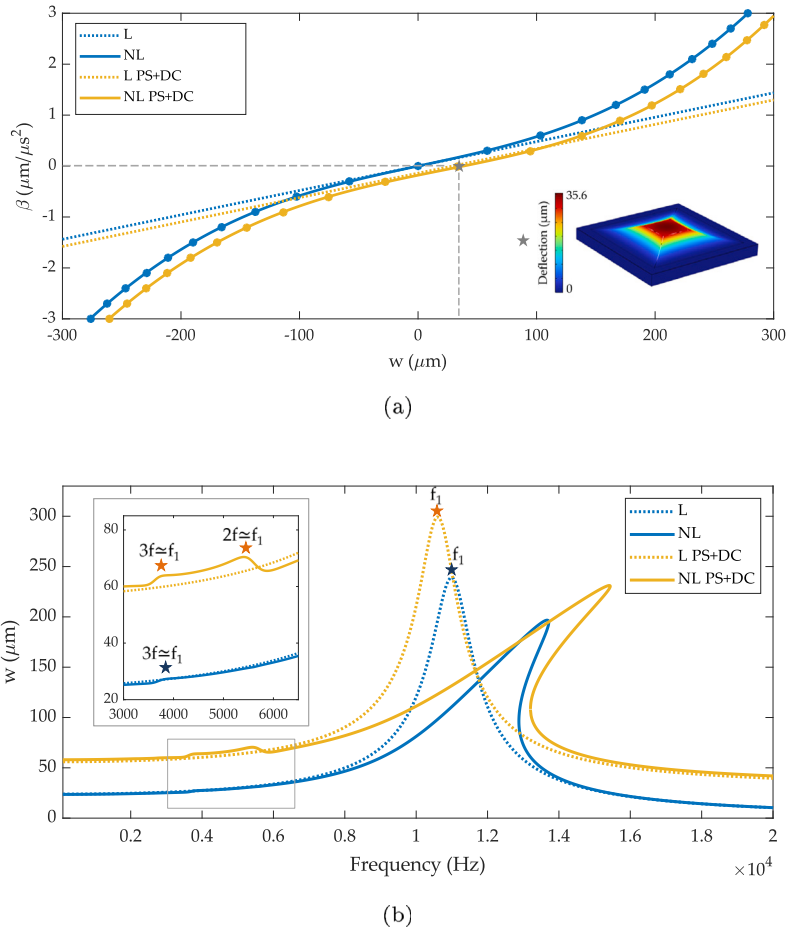 3
L
NL
L PS+DC
NL PS+DC
2
1
β (μm/μs²)
0
-1
-2
-3
Deflection (μm)
35.6
0
-300
-200
-100
0
100
200
300
w (μm)
(a)
300
f₁
L
NL
L PS+DC
NL PS+DC
250
f₁
200
w (μm)
150
100
50
0
80
2f≃f₁
3f≃f₁
60
40
3f≃f₁
20
3000
4000
5000
6000
0.2
0.4
0.6
0.8
1
1.2
1.4
1.6
1.8
2
Frequency (Hz)
×10⁴
(b)